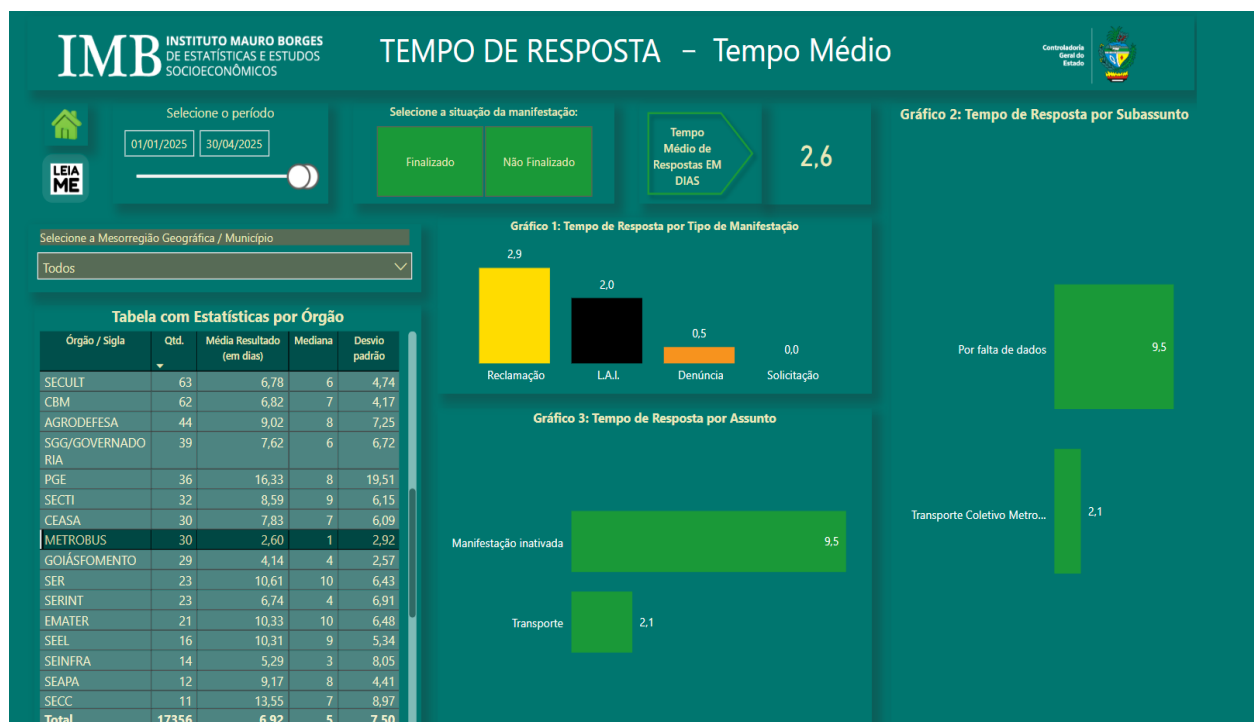 IMB INSTITUTO MAURO BORGES
DE ESTATÍSTICAS E ESTUDOS
SOCIOECONÔMICOS
TEMPO DE RESPOSTA – Tempo Médio
Controladoria
Geral do
Estado
LEIA
ME
Selecione o período
01/01/2025 30/04/2025
Selecione a situação da manifestação:
Finalizado Não Finalizado
Tempo
Médio de
Respostas EM
DIAS
2,6
Selecione a Mesorregião Geográfica / Município
Todos
Tabela com Estatísticas por Órgão
Órgão / Sigla Qtd. Média Resultado (em dias) Mediana Desvio padrão
SECULT 63 6,78 6 4,74
CBM 62 6,82 7 4,17
AGRODEFESA 44 9,02 8 7,25
SGG/GOVERNADO 39 7,62 6 6,72
RIA
PGE 36 16,33 8 19,51
SECTI 32 8,59 9 6,15
CEASA 30 7,83 7 6,09
METROBUS 30 2,60 1 2,92
GOIÁSFOMENTO 29 4,14 4 2,57
SER 23 10,61 10 6,43
SERINT 23 6,74 4 6,91
EMATER 21 10,33 10 6,48
SEEL 16 10,31 9 5,34
SEINFRA 14 5,29 3 8,05
SEAPA 12 9,17 8 4,41
SECC 11 13,55 7 8,97
Total 17356 6,92 5 7,50
Gráfico 1: Tempo de Resposta por Tipo de Manifestação
2,9
2,0
0,5
0,0
Reclamação L.A.I. Denúncia Solicitação
Gráfico 3: Tempo de Resposta por Assunto
Manifestação inativada 9,5
Transporte 2,1
Gráfico 2: Tempo de Resposta por Subassunto
Por falta de dados 9,5
Transporte Coletivo Metro... 2,1